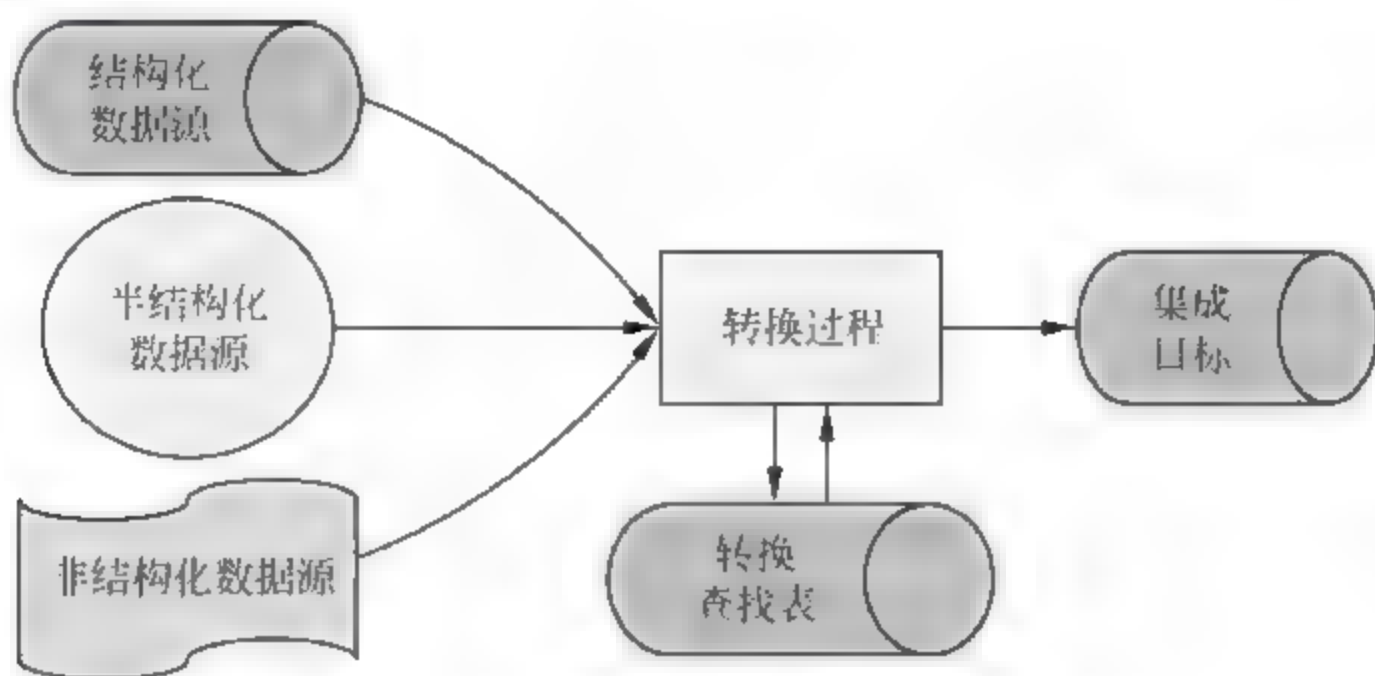 结构化
数据源
半结构化
数据源
非结构化数据源
转换过程
转换
查找表
集成
目标